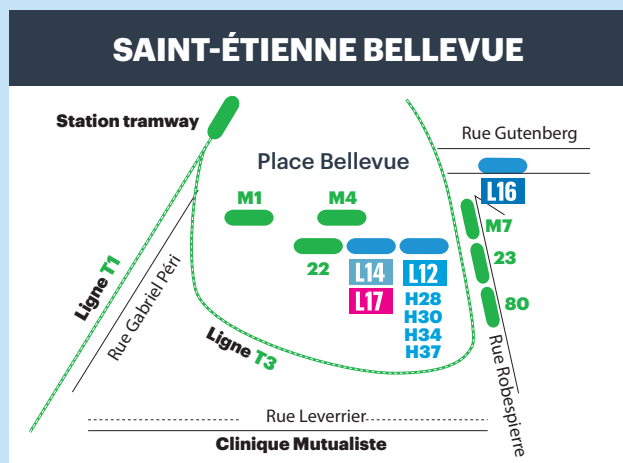 SAINT-ÉTIENNE BELLEVUE
Station tramway
Rue Gutenberg
Place Bellevue
L16
M1
M4
M7
22
L14
L12
23
L17
H28
H30
H34
H37
80
Ligne T1
Rue Gabriel Péri
Ligne T3
Rue Robespierre
Rue Leverrier
Clinique Mutualiste